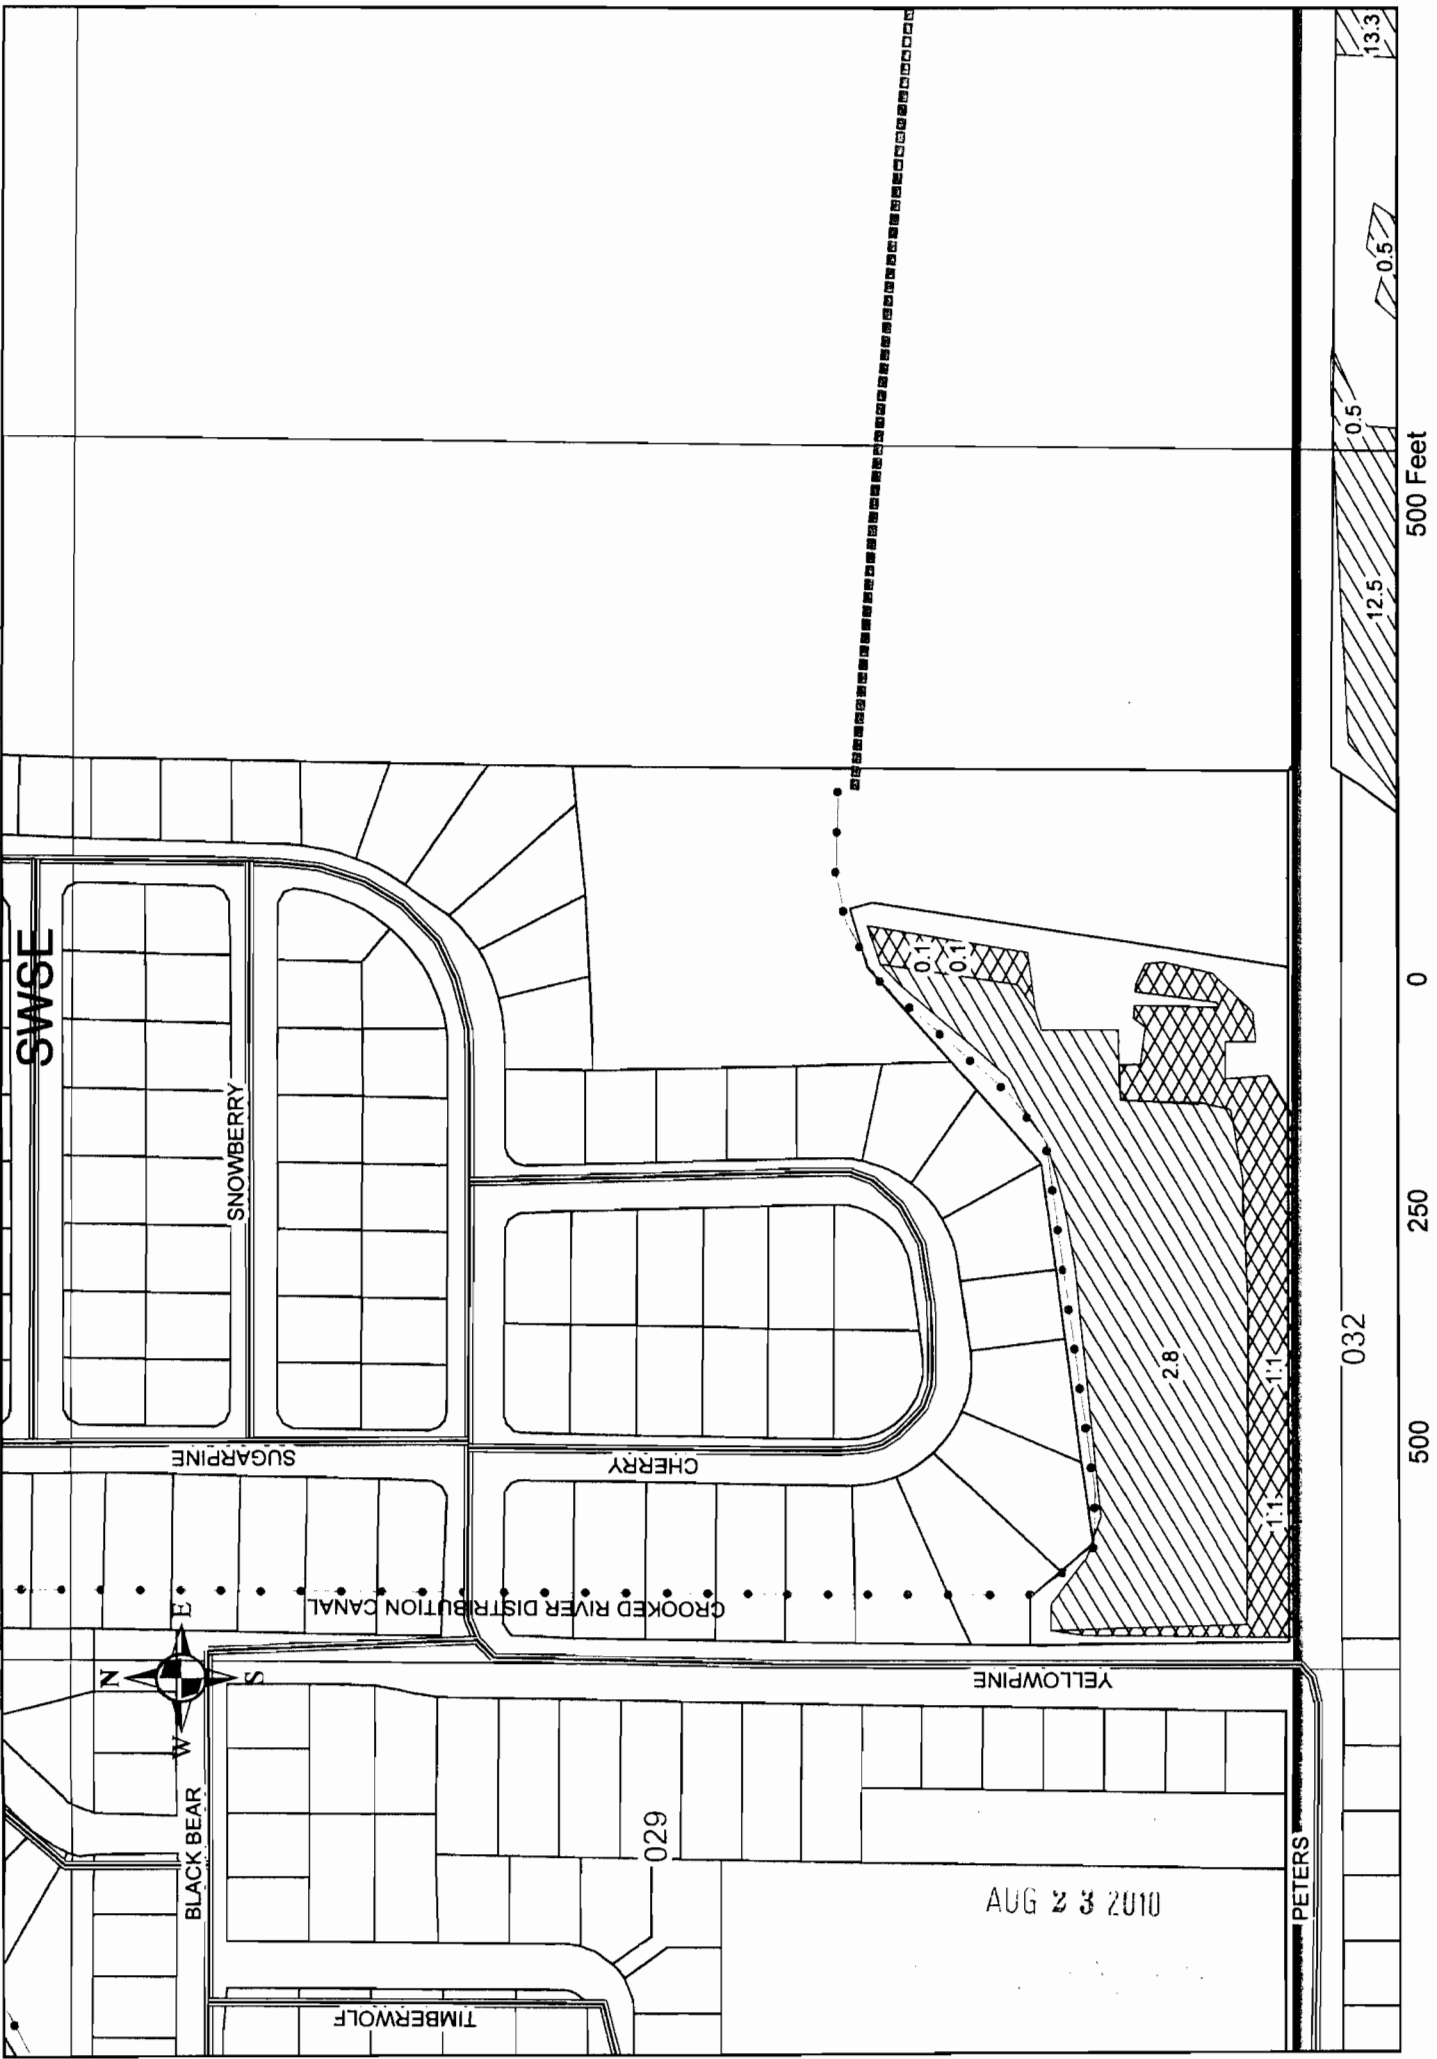 SWSE
SNOWBERRY
SUGARPINE
CHERRY
CROOKED RIVER DISTRIBUTION CANAL
N
E
S
W
BLACK BEAR
YELLOWPINE
029
TIMBERWOLF
PETERS
AUG 23 2010
0.1
0.1
2.8
1.1
1.1
032
13.3
0.5
0.5
12.5
500
250
0
500 Feet